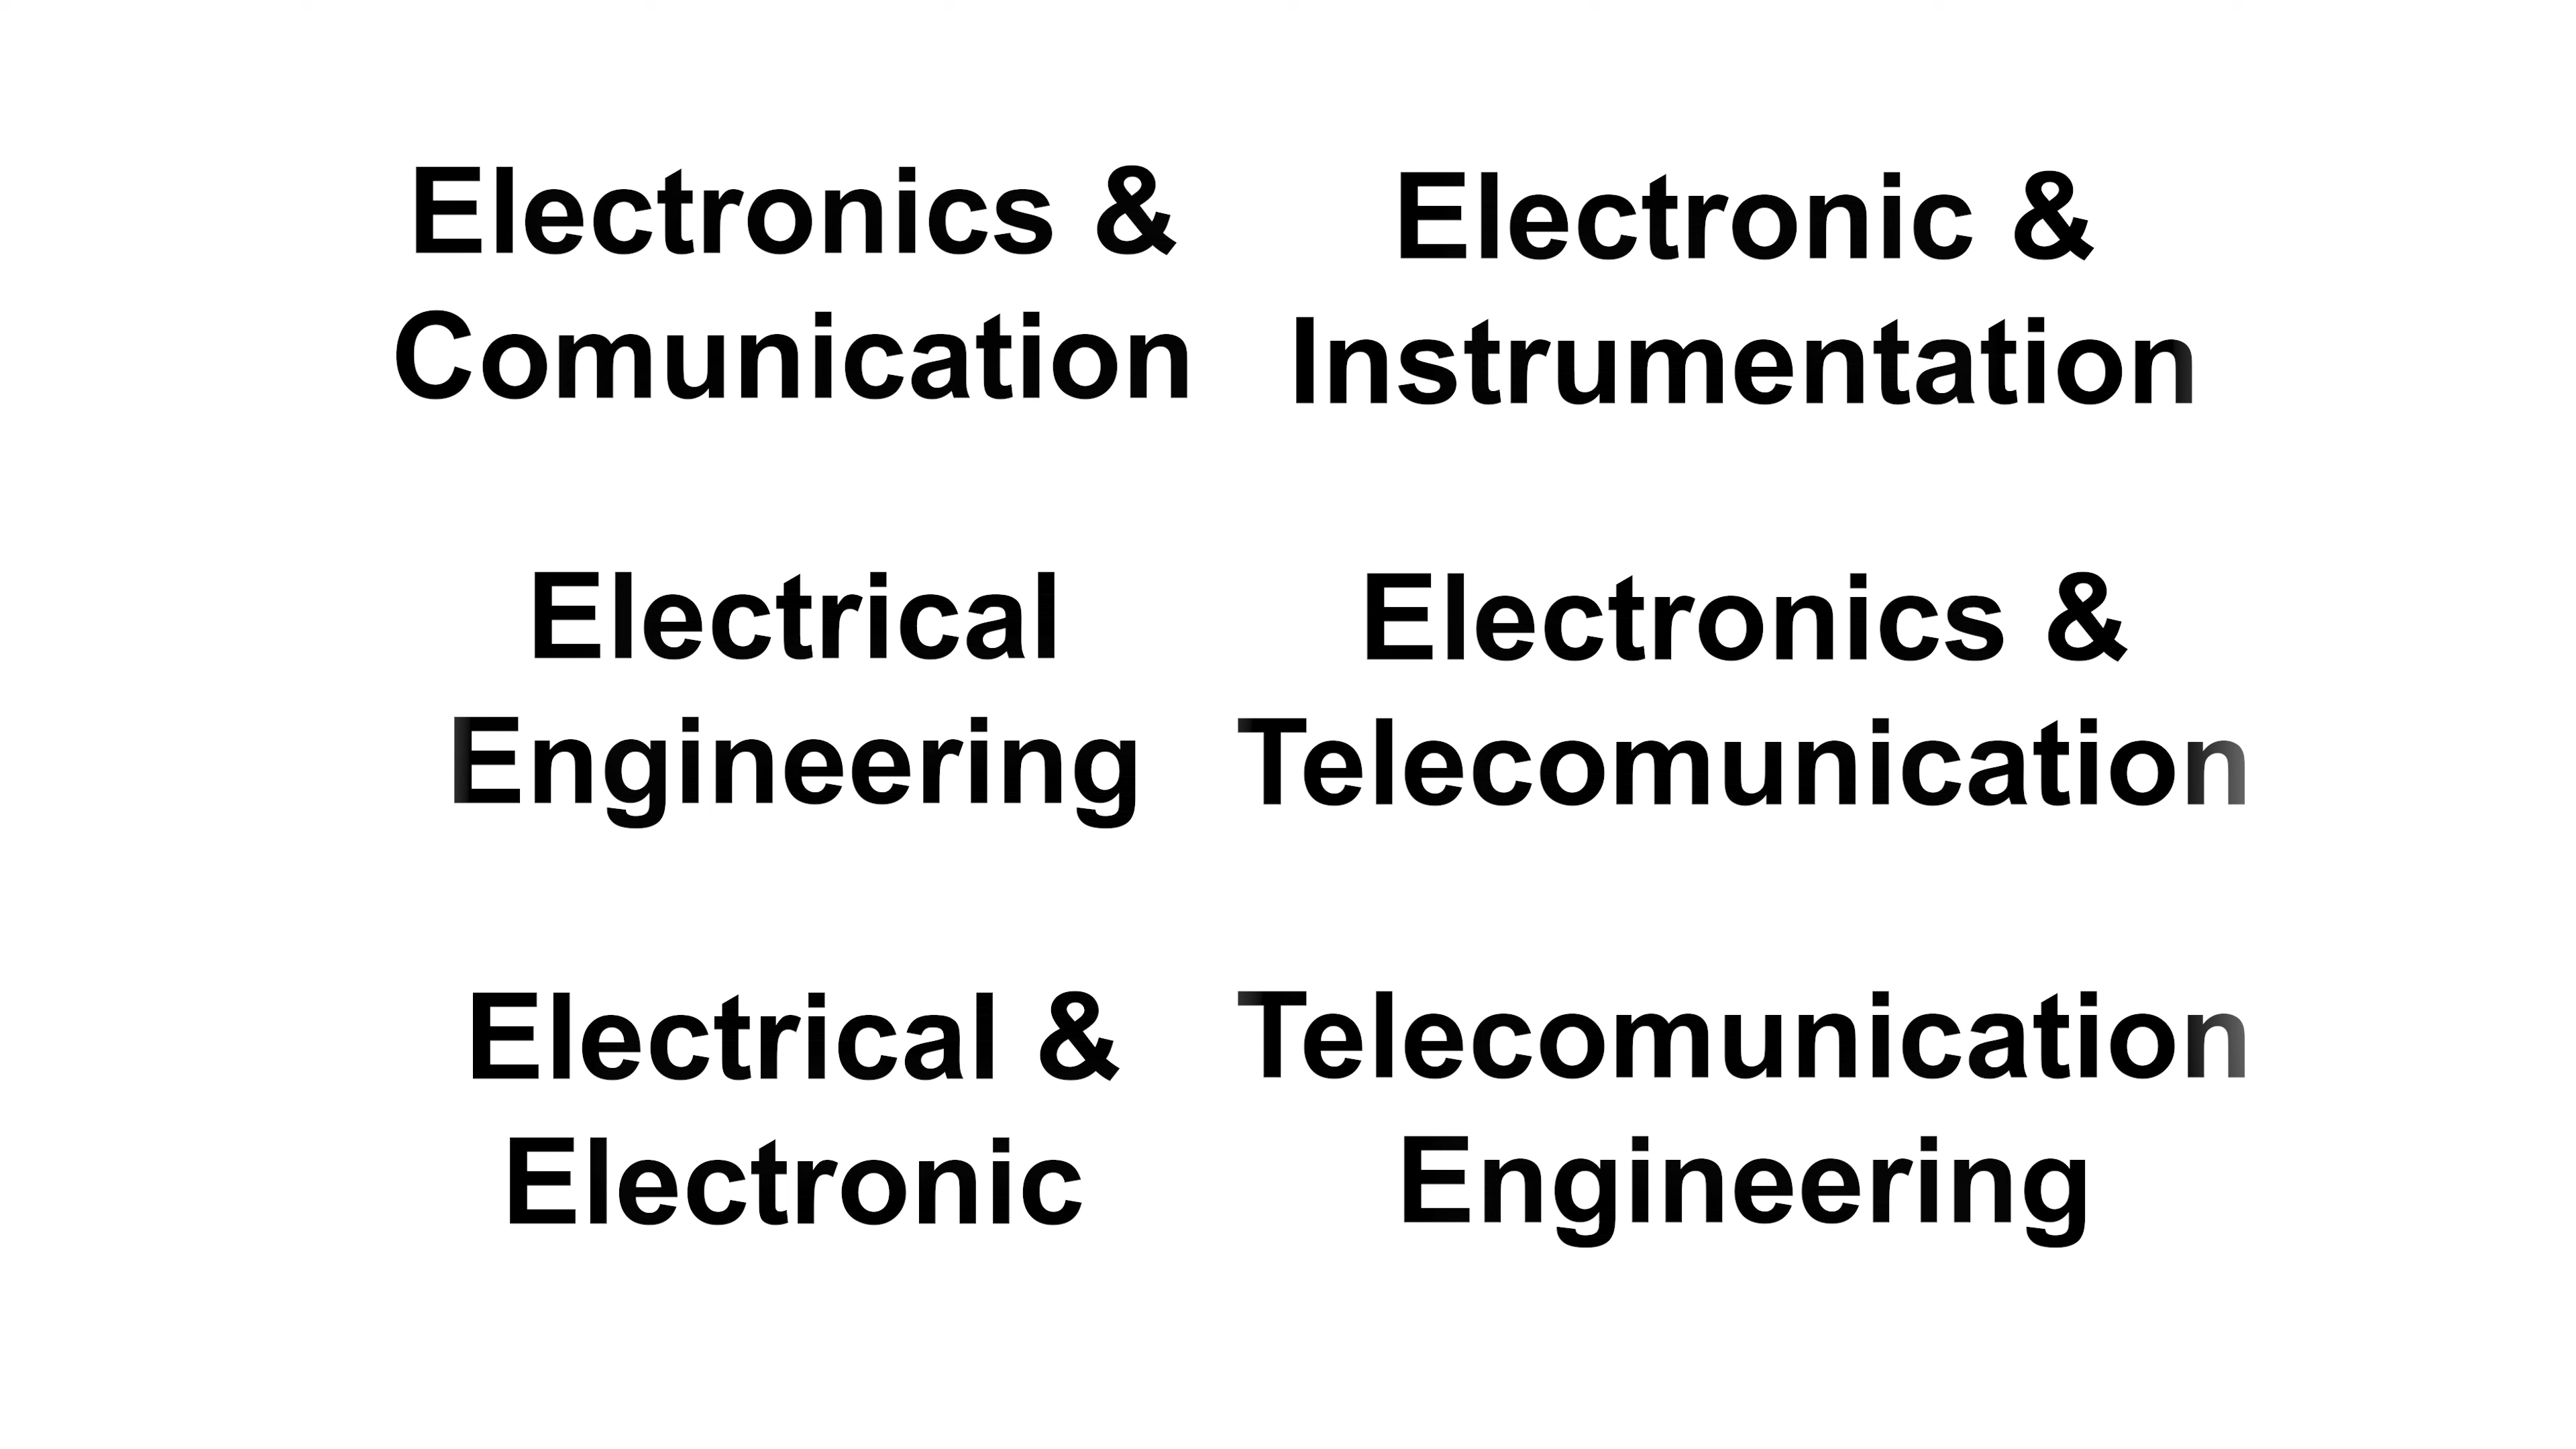 Electronics &
Comunication
Electronic &
Instrumentation
Electrical
Engineering
Electronics &
Telecomunication
Electrical &
Electronic
Telecomunication
Engineering